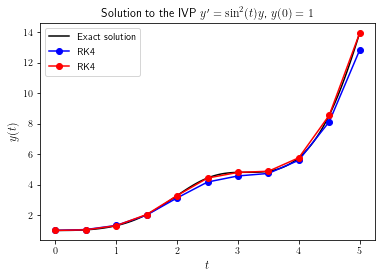 Solution to the IVP y′ = sin²(t)y, y(0) = 1
Exact solution
RK4
RK4
14
12
10
8
6
4
2
y(t)
0 1 2 3 4 5
t